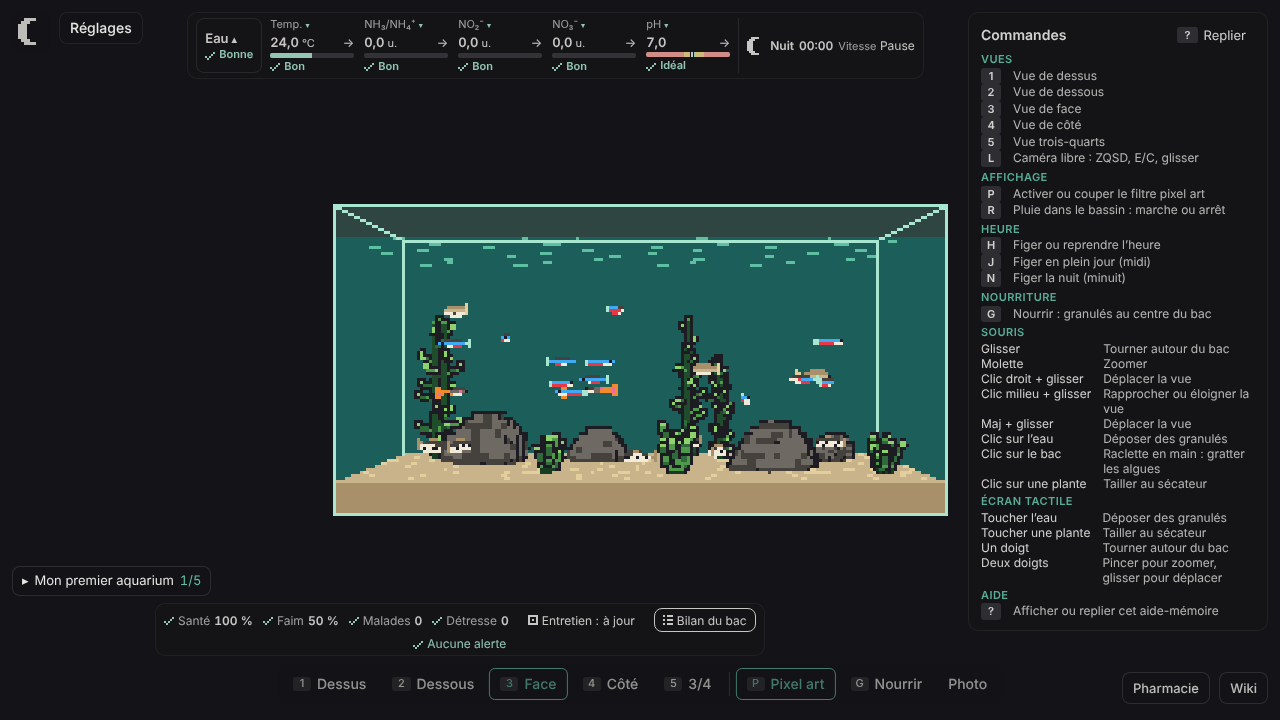 Réglages
Eau ▴
Bonne
Temp. ▾
24,0 °C →
Bon
NH₃/NH₄⁺ ▾
0,0 u. →
Bon
NO₂⁻ ▾
0,0 u. →
Bon
NO₃⁻ ▾
0,0 u. →
Bon
pH ▾
7,0 →
Idéal
Nuit 00:00 Vitesse Pause
Commandes ? Replier
VUES
1 Vue de dessus
2 Vue de dessous
3 Vue de face
4 Vue de côté
5 Vue trois-quarts
L Caméra libre : ZQSD, E/C, glisser
AFFICHAGE
P Activer ou couper le filtre pixel art
R Pluie dans le bassin : marche ou arrêt
HEURE
H Figer ou reprendre l'heure
J Figer en plein jour (midi)
N Figer la nuit (minuit)
NOURRITURE
G Nourrir : granulés au centre du bac
SOURIS
Glisser Tourner autour du bac
Molette Zoomer
Clic droit + glisser Déplacer la vue
Clic milieu + glisser Rapprocher ou éloigner la
vue
Maj + glisser Déplacer la vue
Clic sur l'eau Déposer des granulés
Clic sur le bac Raclette en main : gratter
les algues
Clic sur une plante Tailler au sécateur
ÉCRAN TACTILE
Toucher l'eau Déposer des granulés
Toucher une plante Tailler au sécateur
Un doigt Tourner autour du bac
Deux doigts Pincer pour zoomer,
glisser pour déplacer
AIDE
? Afficher ou replier cet aide-mémoire
▸ Mon premier aquarium 1/5
Santé 100 % Faim 50 % Malades 0 Détresse 0 Entretien : à jour Bilan du bac
Aucune alerte
1 Dessus 2 Dessous 3 Face 4 Côté 5 3/4 P Pixel art G Nourrir Photo
Pharmacie Wiki